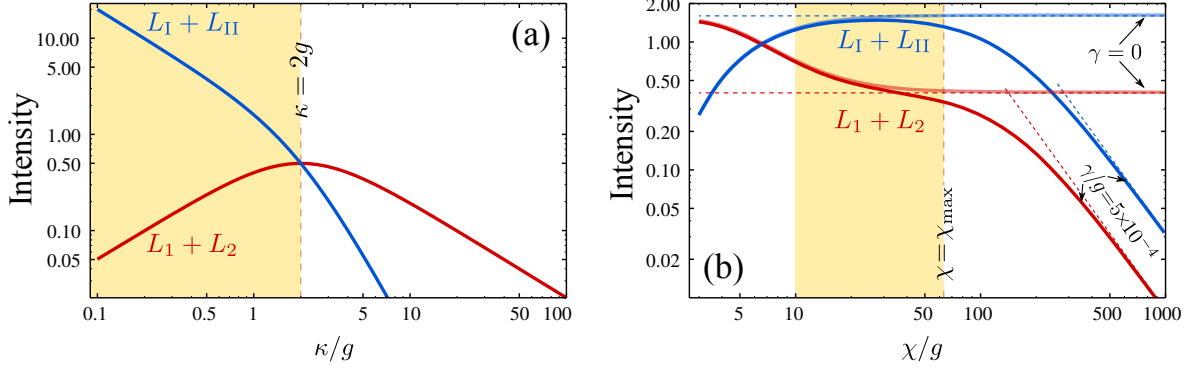 (a)
L_I + L_II
κ = 2g
L_1 + L_2
Intensity
10.00
5.00
1.00
0.50
0.10
0.05
0.1
0.5
1
5
10
50
100
κ/g
(b)
L_I + L_II
γ = 0
L_1 + L_2
γ/g=5×10⁻⁴
χ = χ_max
Intensity
2.00
1.00
0.50
0.20
0.10
0.05
0.02
5
10
50
100
500
1000
χ/g